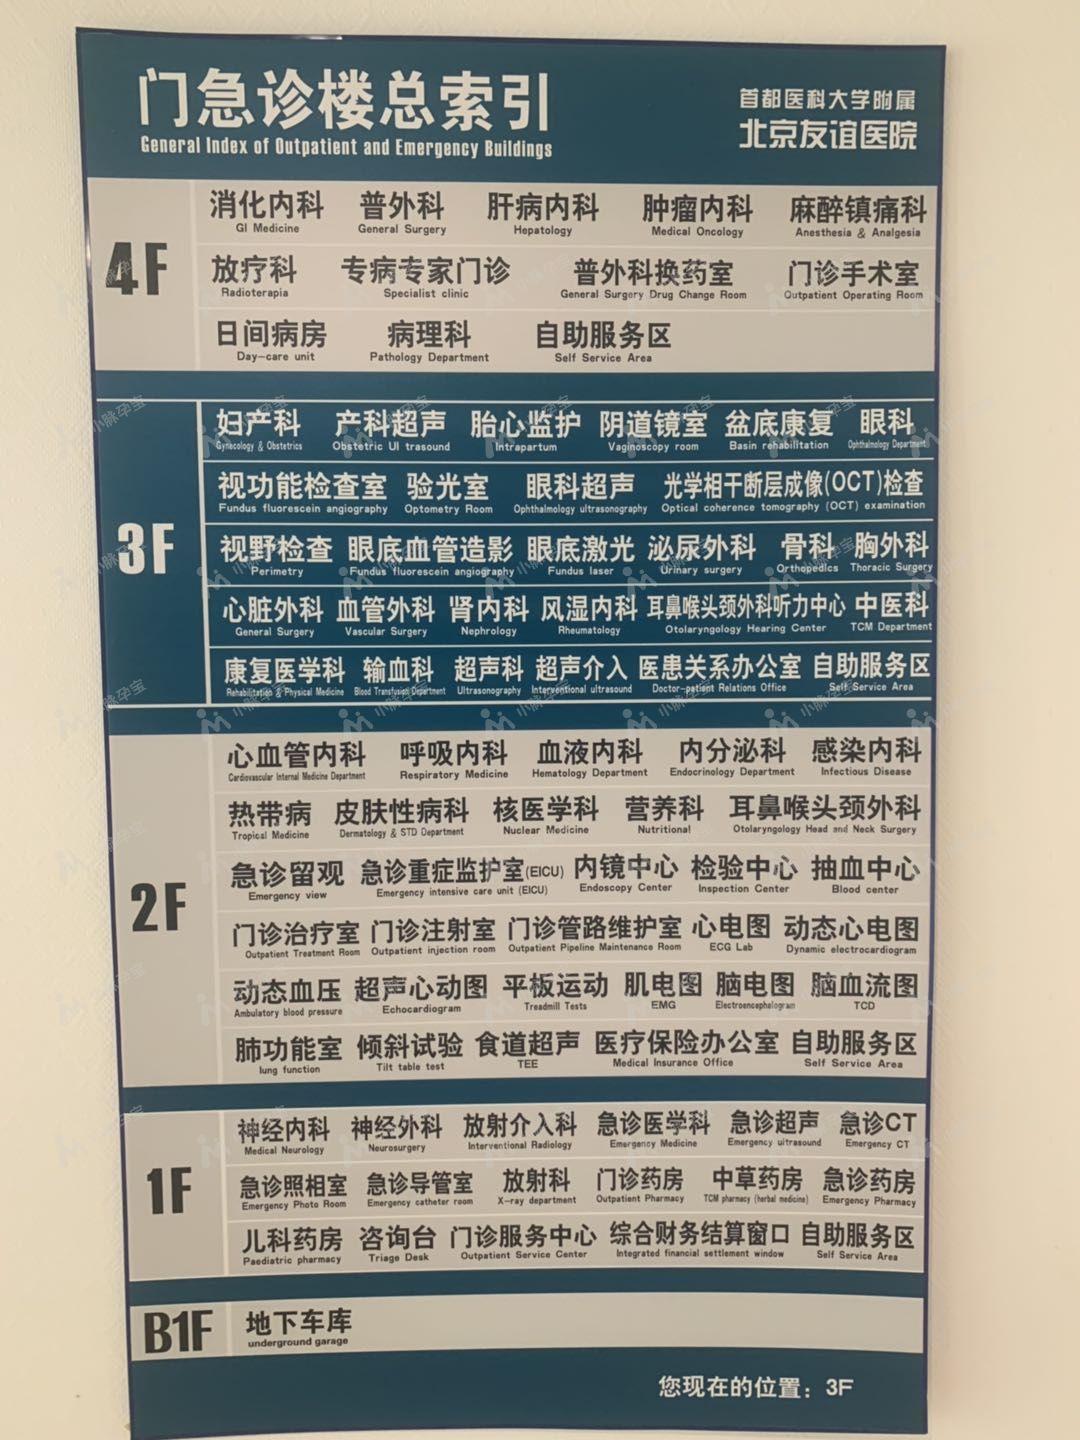 门急诊楼总索引
General Index of Outpatient and Emergency Buildings
首都医科大学附属
北京友谊医院
4F
消化内科 普外科 肝病内科 肿瘤内科 麻醉镇痛科
GI Medicine General Surgery Hepatology Medical Oncology Anesthesia & Analgesia
放疗科 专病专家门诊 普外科换药室 门诊手术室
Radioterapia Specialist clinic General Surgery Drug Change Room Outpatient Operating Room
日间病房 病理科 自助服务区
Day-care unit Pathology Department Self Service Area
3F
妇产科 产科超声 胎心监护 阴道镜室 盆底康复 眼科
Gynecology & Obstetrics Obstetric Ul trasound Intrapartum Vaginoscopy room Basin rehabilitation Ophthalmology Department
视功能检查室 验光室 眼科超声 光学相干断层成像(OCT)检查
Fundus fluorescein angiography Optometry Room Ophthalmology ultrasonography Optical coherence tomography (OCT) examination
视野检查 眼底血管造影 眼底激光 泌尿外科 骨科 胸外科
Perimetry Fundus fluorescein angiography Fundus laser Urinary surgery Orthopedics Thoracic Surgery
心脏外科 血管外科 肾内科 风湿内科 耳鼻喉头颈外科听力中心 中医科
General Surgery Vascular Surgery Nephrology Rheumatology Otolaryngology Hearing Center TCM Department
康复医学科 输血科 超声科 超声介入 医患关系办公室 自助服务区
Rehabilitation & Physical Medicine Blood Transfusion Department Ultrasonography Interventional ultrasound Doctor-patient Relations Office Self Service Area
2F
心血管内科 呼吸内科 血液内科 内分泌科 感染内科
Cardiovascular Internal Medicine Department Respiratory Medicine Hematology Department Endocrinology Department Infectious Disease
热带病 皮肤性病科 核医学科 营养科 耳鼻喉头颈外科
Tropical Medicine Dermatology & STD Department Nuclear Medicine Nutritional Otolaryngology Head and Neck Surgery
急诊留观 急诊重症监护室(EICU) 内镜中心 检验中心 抽血中心
Emergency view Emergency intensive care unit (EICU) Endoscopy Center Inspection Center Blood center
门诊治疗室 门诊注射室 门诊管路维护室 心电图 动态心电图
Outpatient Treatment Room Outpatient injection room Outpatient Pipeline Maintenance Room ECG Lab Dynamic electrocardiogram
动态血压 超声心动图 平板运动 肌电图 脑电图 脑血流图
Ambulatory blood pressure Echocardiogram Treadmill Tests EMG Electroencephalogram TCD
肺功能室 倾斜试验 食道超声 医疗保险办公室 自助服务区
lung function Tilt table test TEE Medical Insurance Office Self Service Area
1F
神经内科 神经外科 放射介入科 急诊医学科 急诊超声 急诊CT
Medical Neurology Neurosurgery Interventional Radiology Emergency Medicine Emergency ultrasound Emergency CT
急诊照相室 急诊导管室 放射科 门诊药房 中草药房 急诊药房
Emergency Photo Room Emergency catheter room X-ray department Outpatient Pharmacy TCM pharmacy (herbal medicine) Emergency Pharmacy
儿科药房 咨询台 门诊服务中心 综合财务结算窗口 自助服务区
Paediatric pharmacy Triage Desk Outpatient Service Center Integrated financial settlement window Self Service Area
B1F
地下车库
underground garage
您现在的位置：3F
小脉孕宝